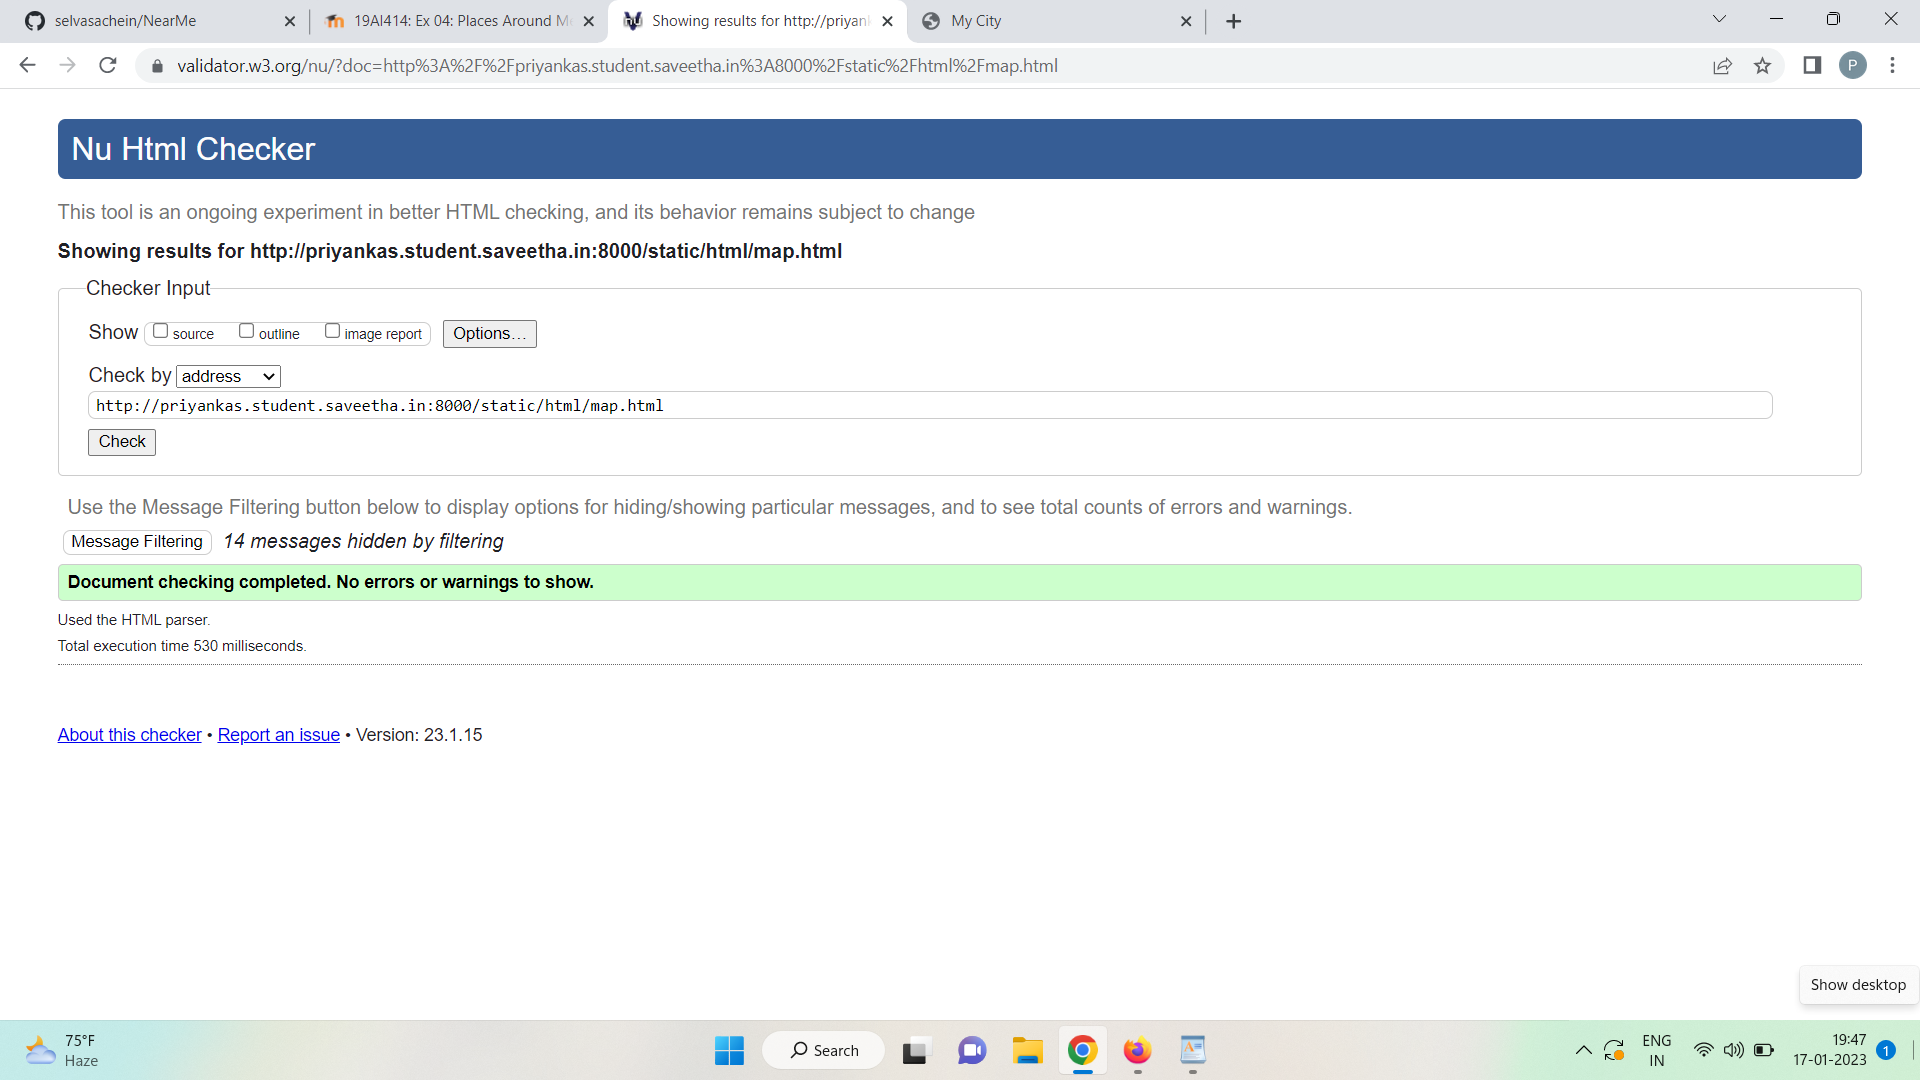 selvasachein/NearMe
19AI414: Ex 04: Places Around M
Showing results for http://priyank
My City
validator.w3.org/nu/?doc=http%3A%2F%2Fpriyankas.student.saveetha.in%3A8000%2Fstatic%2Fhtml%2Fmap.html
P
Nu Html Checker
This tool is an ongoing experiment in better HTML checking, and its behavior remains subject to change
Showing results for http://priyankas.student.saveetha.in:8000/static/html/map.html
Checker Input
Show source outline image report Options…
Check by address
http://priyankas.student.saveetha.in:8000/static/html/map.html
Check
Use the Message Filtering button below to display options for hiding/showing particular messages, and to see total counts of errors and warnings.
Message Filtering 14 messages hidden by filtering
Document checking completed. No errors or warnings to show.
Used the HTML parser.
Total execution time 530 milliseconds.
About this checker • Report an issue • Version: 23.1.15
Show desktop
75°F
Haze
Search
ENG
IN
19:47
17-01-2023
1